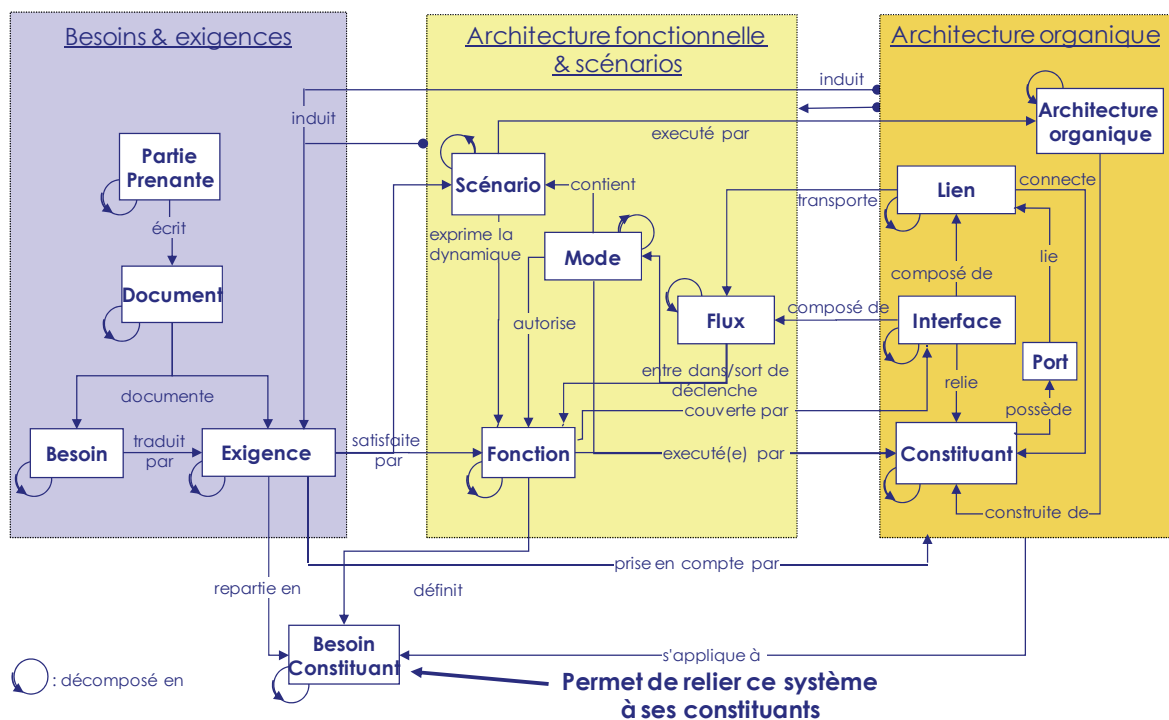 Besoins & exigences
Architecture fonctionnelle
& scénarios
Architecture organique
induit
induit
executé par
Architecture
organique
Partie
Prenante
Scénario
contient
Lien
connecte
transporte
écrit
exprime la
dynamique
Mode
lie
composé de
Document
autorise
Flux
composé de
Interface
Port
entre dans/sort de
déclenche
relie
documente
couverte par
possède
Besoin
traduit
par
Exigence
satisfaite
par
Fonction
executé(e) par
Constituant
construite de
repartie en
définit
prise en compte par
Besoin
Constituant
s'applique à
: décomposé en
Permet de relier ce système
à ses constituants